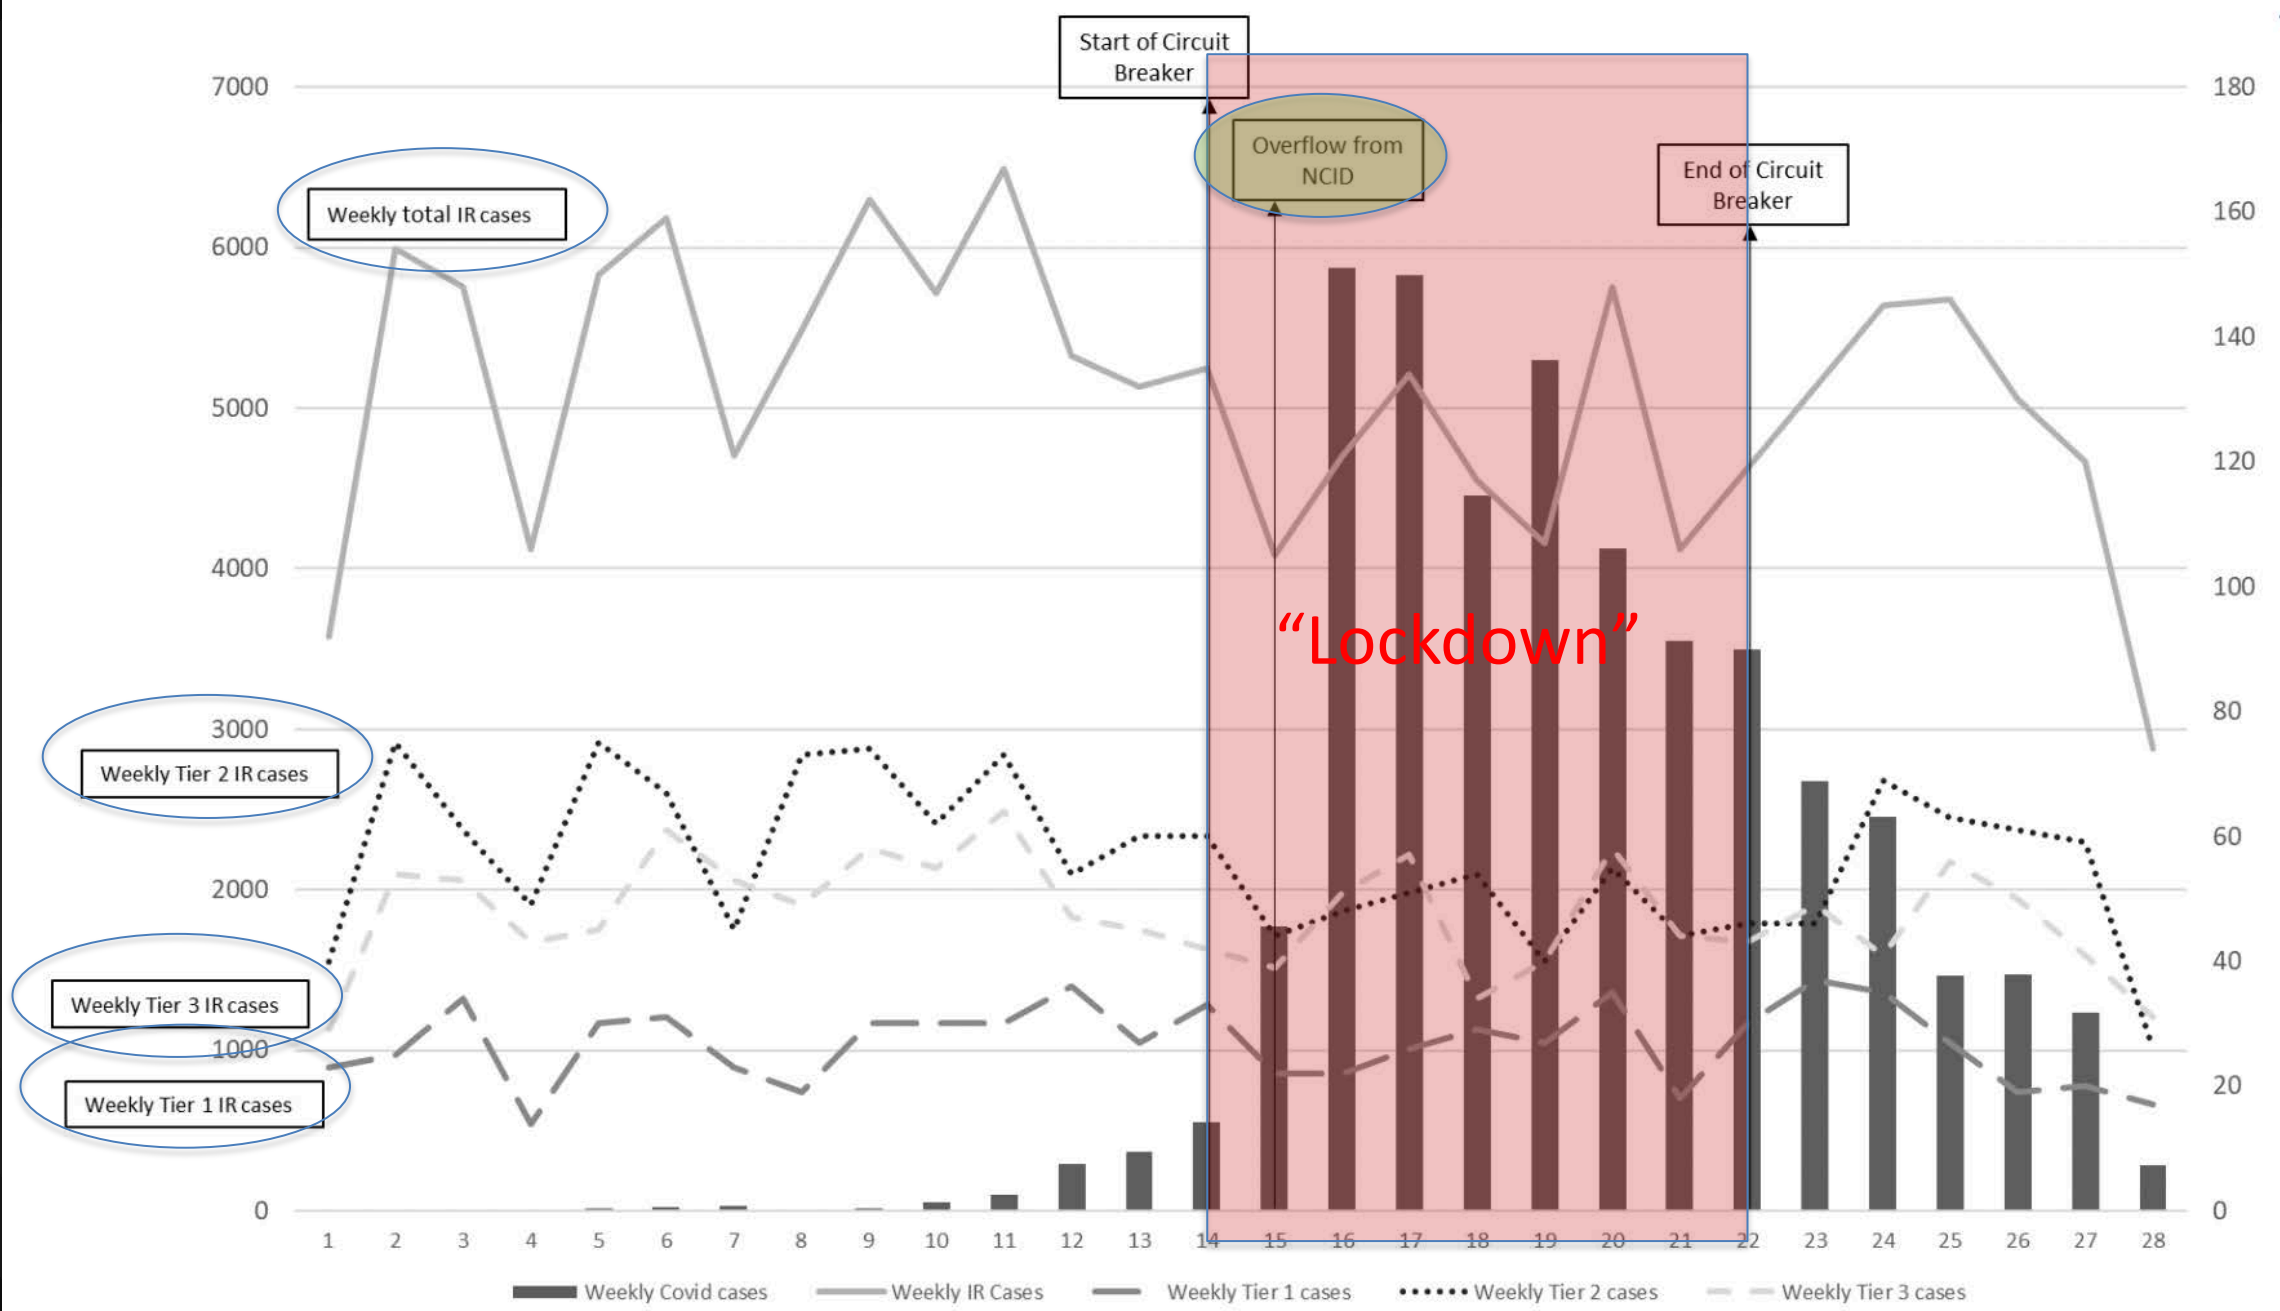 Start of Circuit
Breaker
7000
180
Overflow from
NCID
End of Circuit
Breaker
Weekly total IR cases
160
6000
140
5000
120
4000
100
“Lockdown”
3000
80
Weekly Tier 2 IR cases
60
2000
40
Weekly Tier 3 IR cases
1000
20
Weekly Tier 1 IR cases
0
0
1 2 3 4 5 6 7 8 9 10 11 12 13 14 15 16 17 18 19 20 21 22 23 24 25 26 27 28
Weekly Covid cases Weekly IR Cases Weekly Tier 1 cases Weekly Tier 2 cases Weekly Tier 3 cases